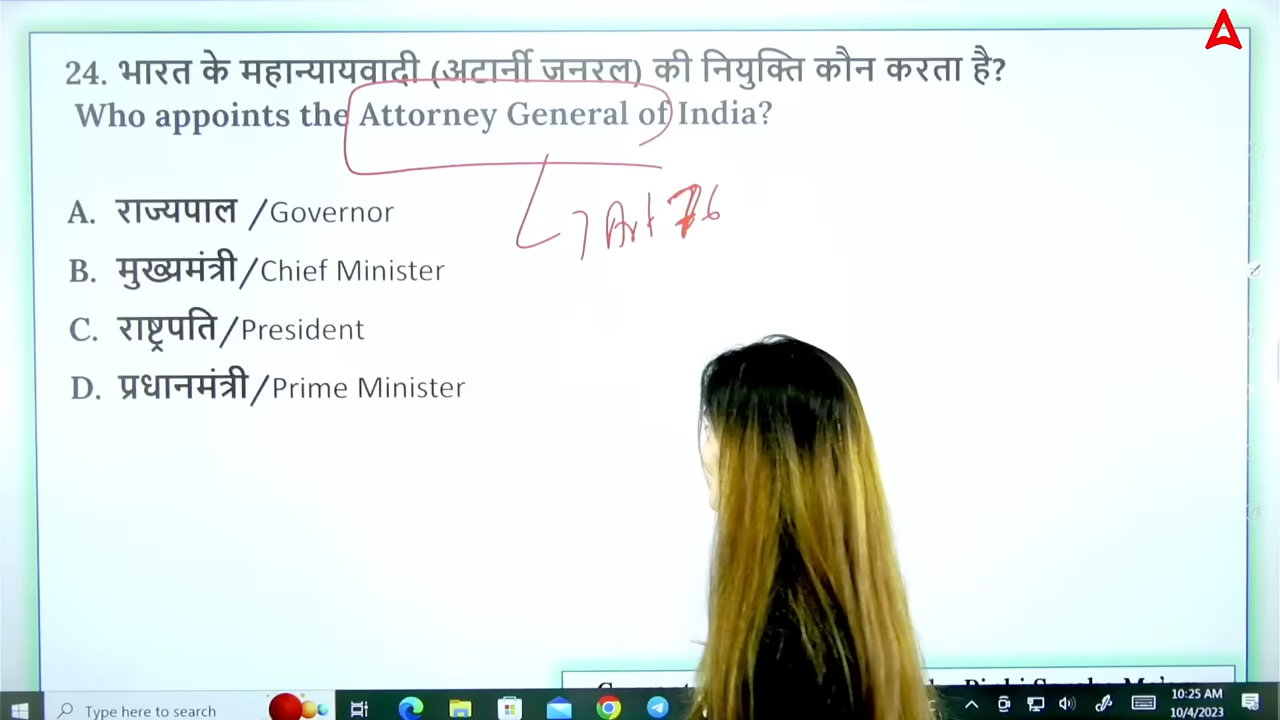 24. भारत के महान्यायवादी (अटार्नी जनरल) की नियुक्ति कौन करता है?
Who appoints the Attorney General of India?
Art 76
A. राज्यपाल /Governor
B. मुख्यमंत्री/Chief Minister
C. राष्ट्रपति/President
D. प्रधानमंत्री/Prime Minister
Type here to search
10:25 AM
10/4/2023